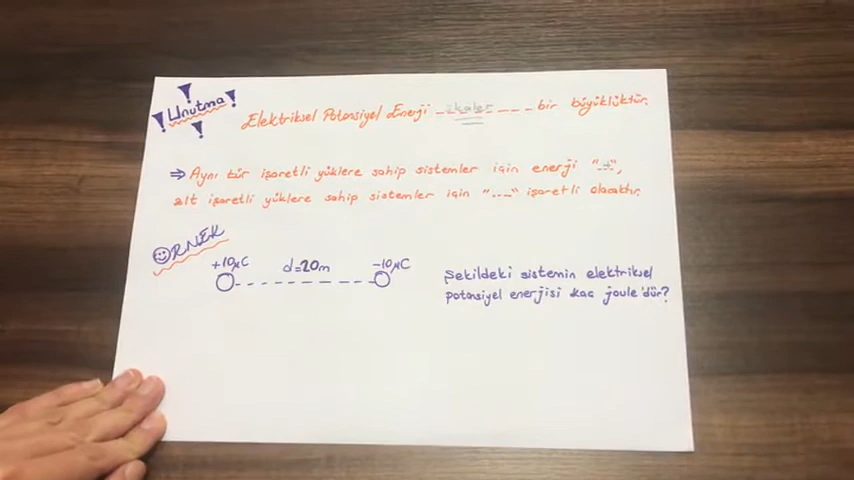 Unutma
Elektriksel Potansiyel Enerji skaler bir büyüklüktür.
⇒ Aynı tür işaretli yüklere sahip sistemler için enerji "+",
zıt işaretli yüklere sahip sistemler için "----" işaretli olacaktır.
ÖRNEK
+10μC d=20m -10μC
Şekildeki sistemin elektriksel
potansiyel enerjisi kaç joule'dür?